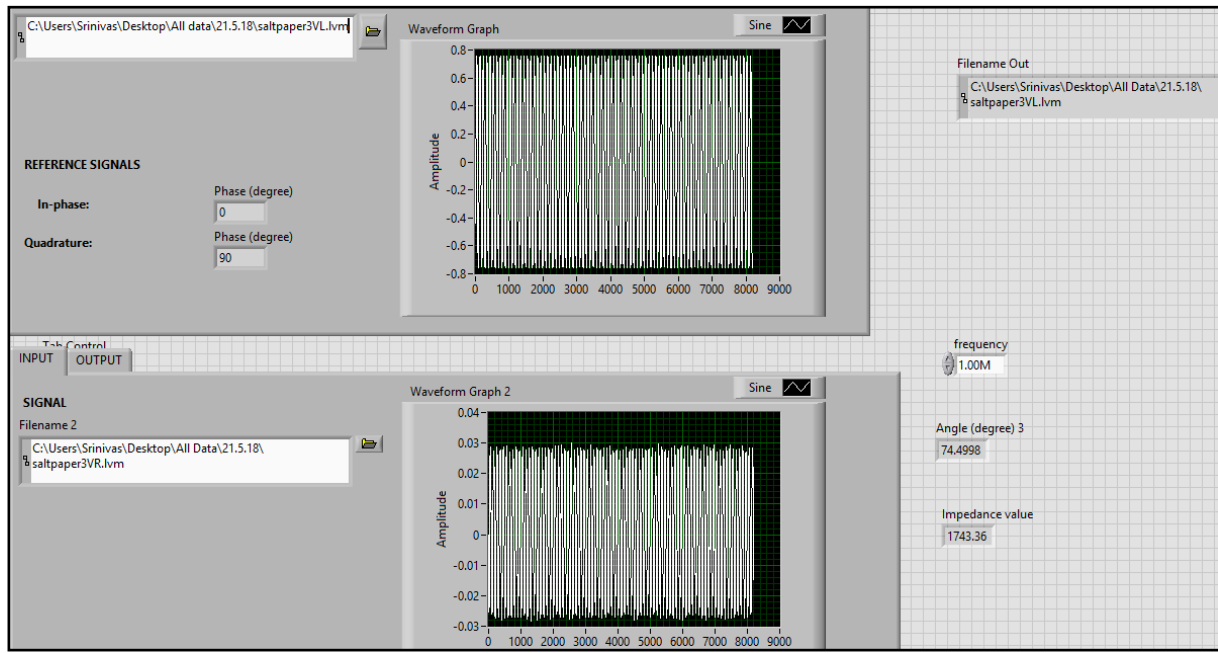 C:\Users\Srinivas\Desktop\All data\21.5.18\saltpaper3VL.lvm
Waveform Graph
Sine
0.8
0.6
0.4
0.2
0
-0.2
-0.4
-0.6
-0.8
Amplitude
0 1000 2000 3000 4000 5000 6000 7000 8000 9000
Filename Out
C:\Users\Srinivas\Desktop\All Data\21.5.18\
saltpaper3VL.lvm
REFERENCE SIGNALS
In-phase:
Phase (degree)
0
Quadrature:
Phase (degree)
90
Tab Control
INPUT
OUTPUT
SIGNAL
Filename 2
C:\Users\Srinivas\Desktop\All Data\21.5.18\
saltpaper3VR.lvm
Waveform Graph 2
Sine
0.04
0.03
0.02
0.01
0
-0.01
-0.02
-0.03
Amplitude
0 1000 2000 3000 4000 5000 6000 7000 8000 9000
frequency
1.00M
Angle (degree) 3
74.4998
Impedance value
1743.36